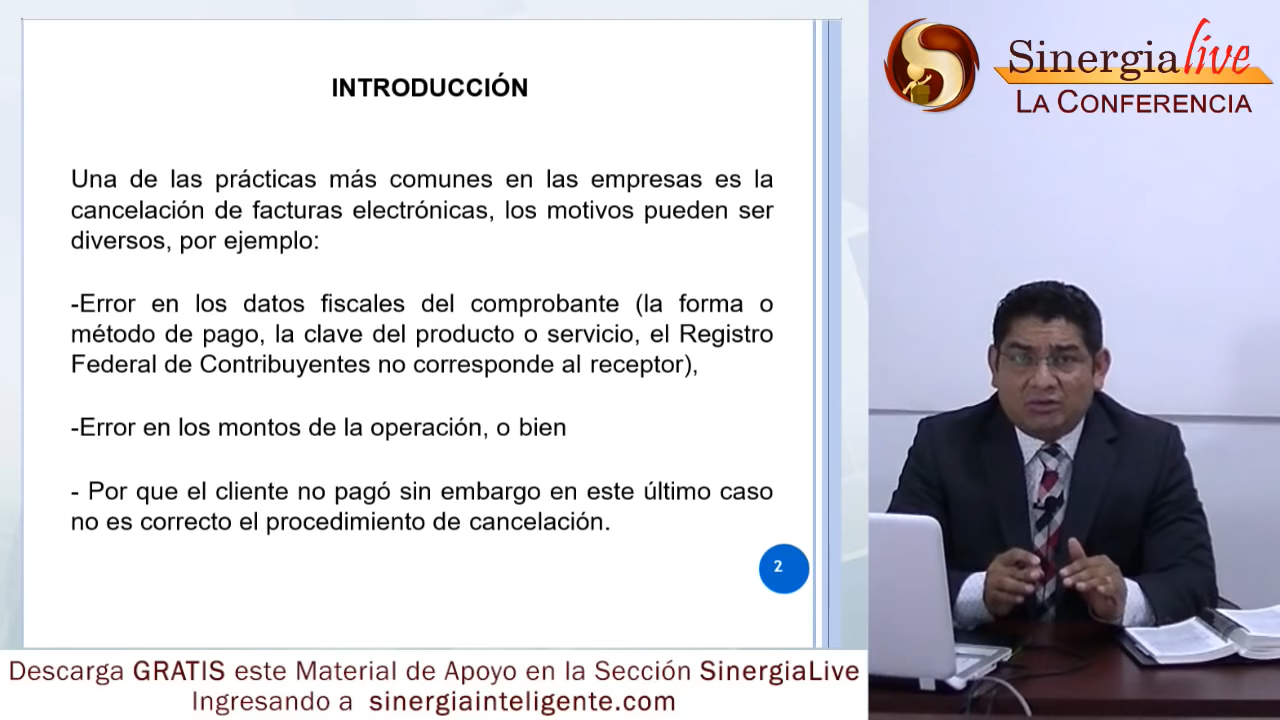 INTRODUCCIÓN
Una de las prácticas más comunes en las empresas es la
cancelación de facturas electrónicas, los motivos pueden ser
diversos, por ejemplo:
-Error en los datos fiscales del comprobante (la forma o
método de pago, la clave del producto o servicio, el Registro
Federal de Contribuyentes no corresponde al receptor),
-Error en los montos de la operación, o bien
- Por que el cliente no pagó sin embargo en este último caso
no es correcto el procedimiento de cancelación.
2
Sinergialive
LA CONFERENCIA
Descarga GRATIS este Material de Apoyo en la Sección SinergiaLive
Ingresando a sinergiainteligente.com